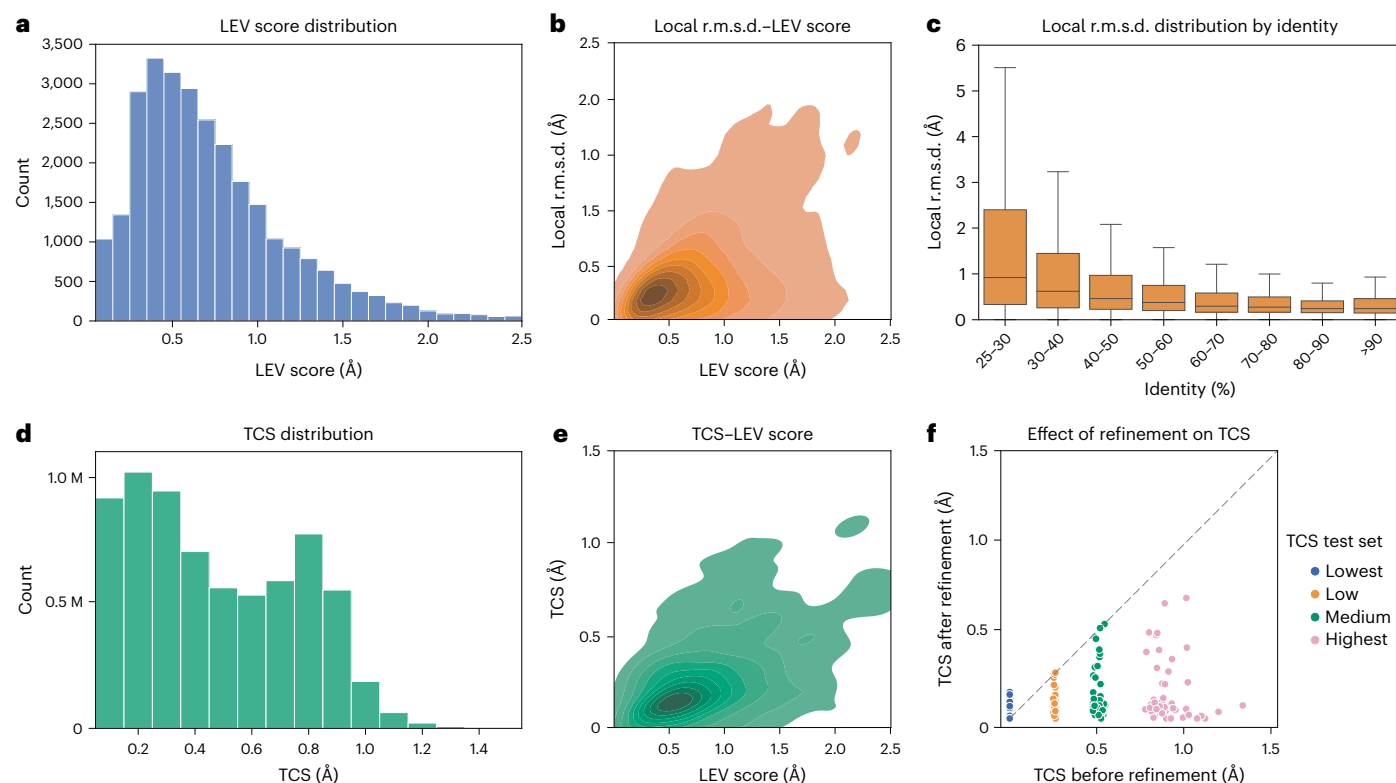 a
LEV score distribution
3,500
3,000
2,500
2,000
1,000
500
0
Count
0.5
1.0
1.5
2.0
2.5
LEV score (Å)
b
Local r.m.s.d.–LEV score
2.5
2.0
1.0
1.5
0.5
0
Local r.m.s.d. (Å)
0.5
1.0
1.5
2.0
2.5
LEV score (Å)
c
Local r.m.s.d. distribution by identity
6
5
4
3
2
1
0
Local r.m.s.d. (Å)
25–30
30–40
40–50
50–60
60–70
70–80
80–90
>90
Identity (%)
d
TCS distribution
1.0 M
0.5 M
0
Count
0.2
0.4
0.6
0.8
1.0
1.2
1.4
TCS (Å)
e
TCS–LEV score
1.5
1.0
0.5
0
TCS (Å)
0.5
1.0
1.5
2.0
2.5
LEV score (Å)
f
Effect of refinement on TCS
1.5
1.0
0.5
0
TCS after refinement (Å)
0.5
1.0
1.5
TCS before refinement (Å)
TCS test set
Lowest
Low
Medium
Highest